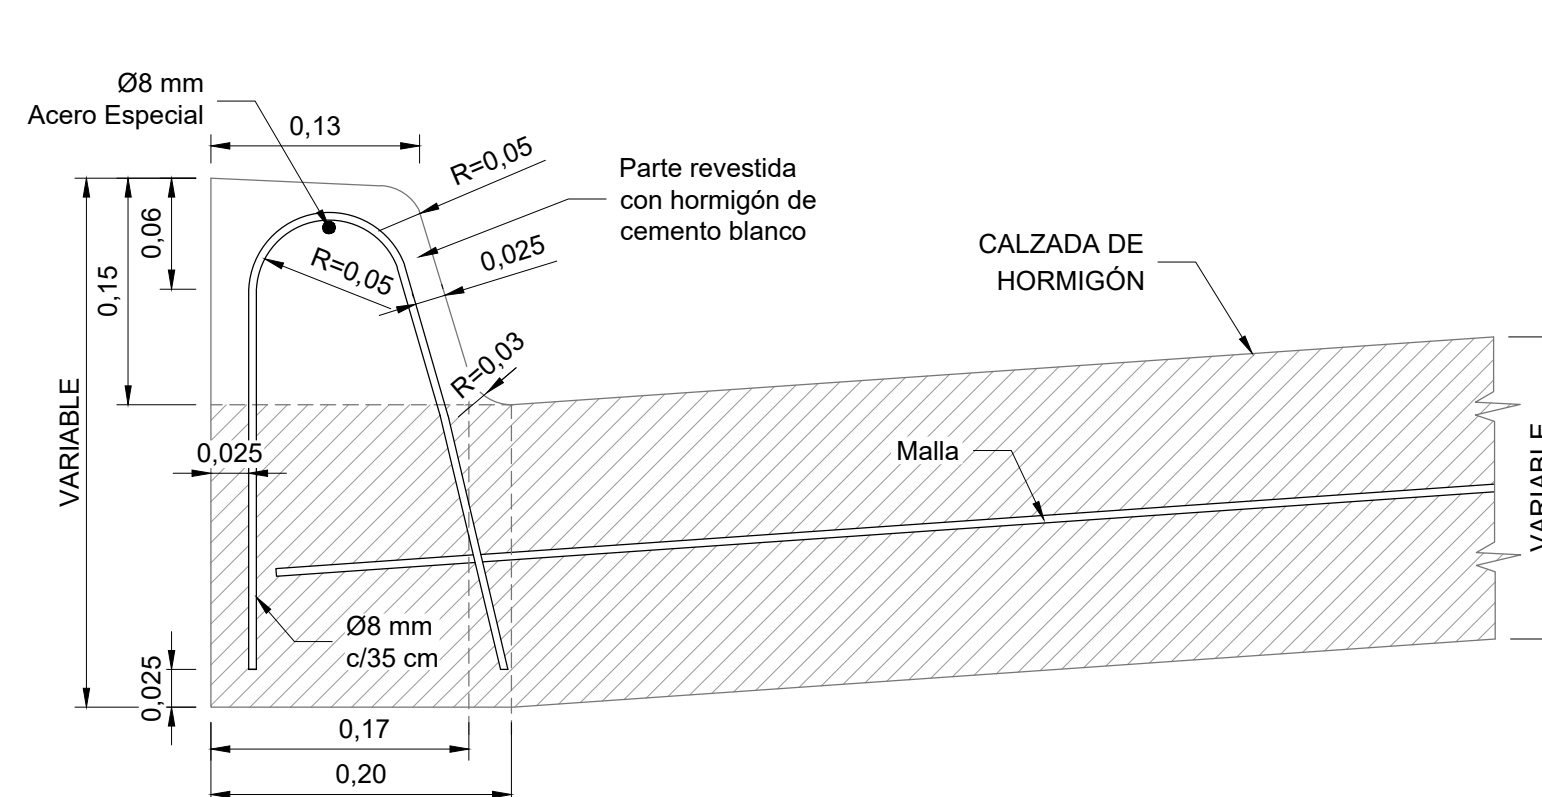 Ø8 mm
Acero Especial
0,13
R=0,05
Parte revestida
con hormigón de
cemento blanco
0,06
0,15
R=0,05
0,025
CALZADA DE
HORMIGÓN
R=0,03
VARIABLE
0,025
Malla
VARIABLE
Ø8 mm
c/35 cm
0,025
0,17
0,20